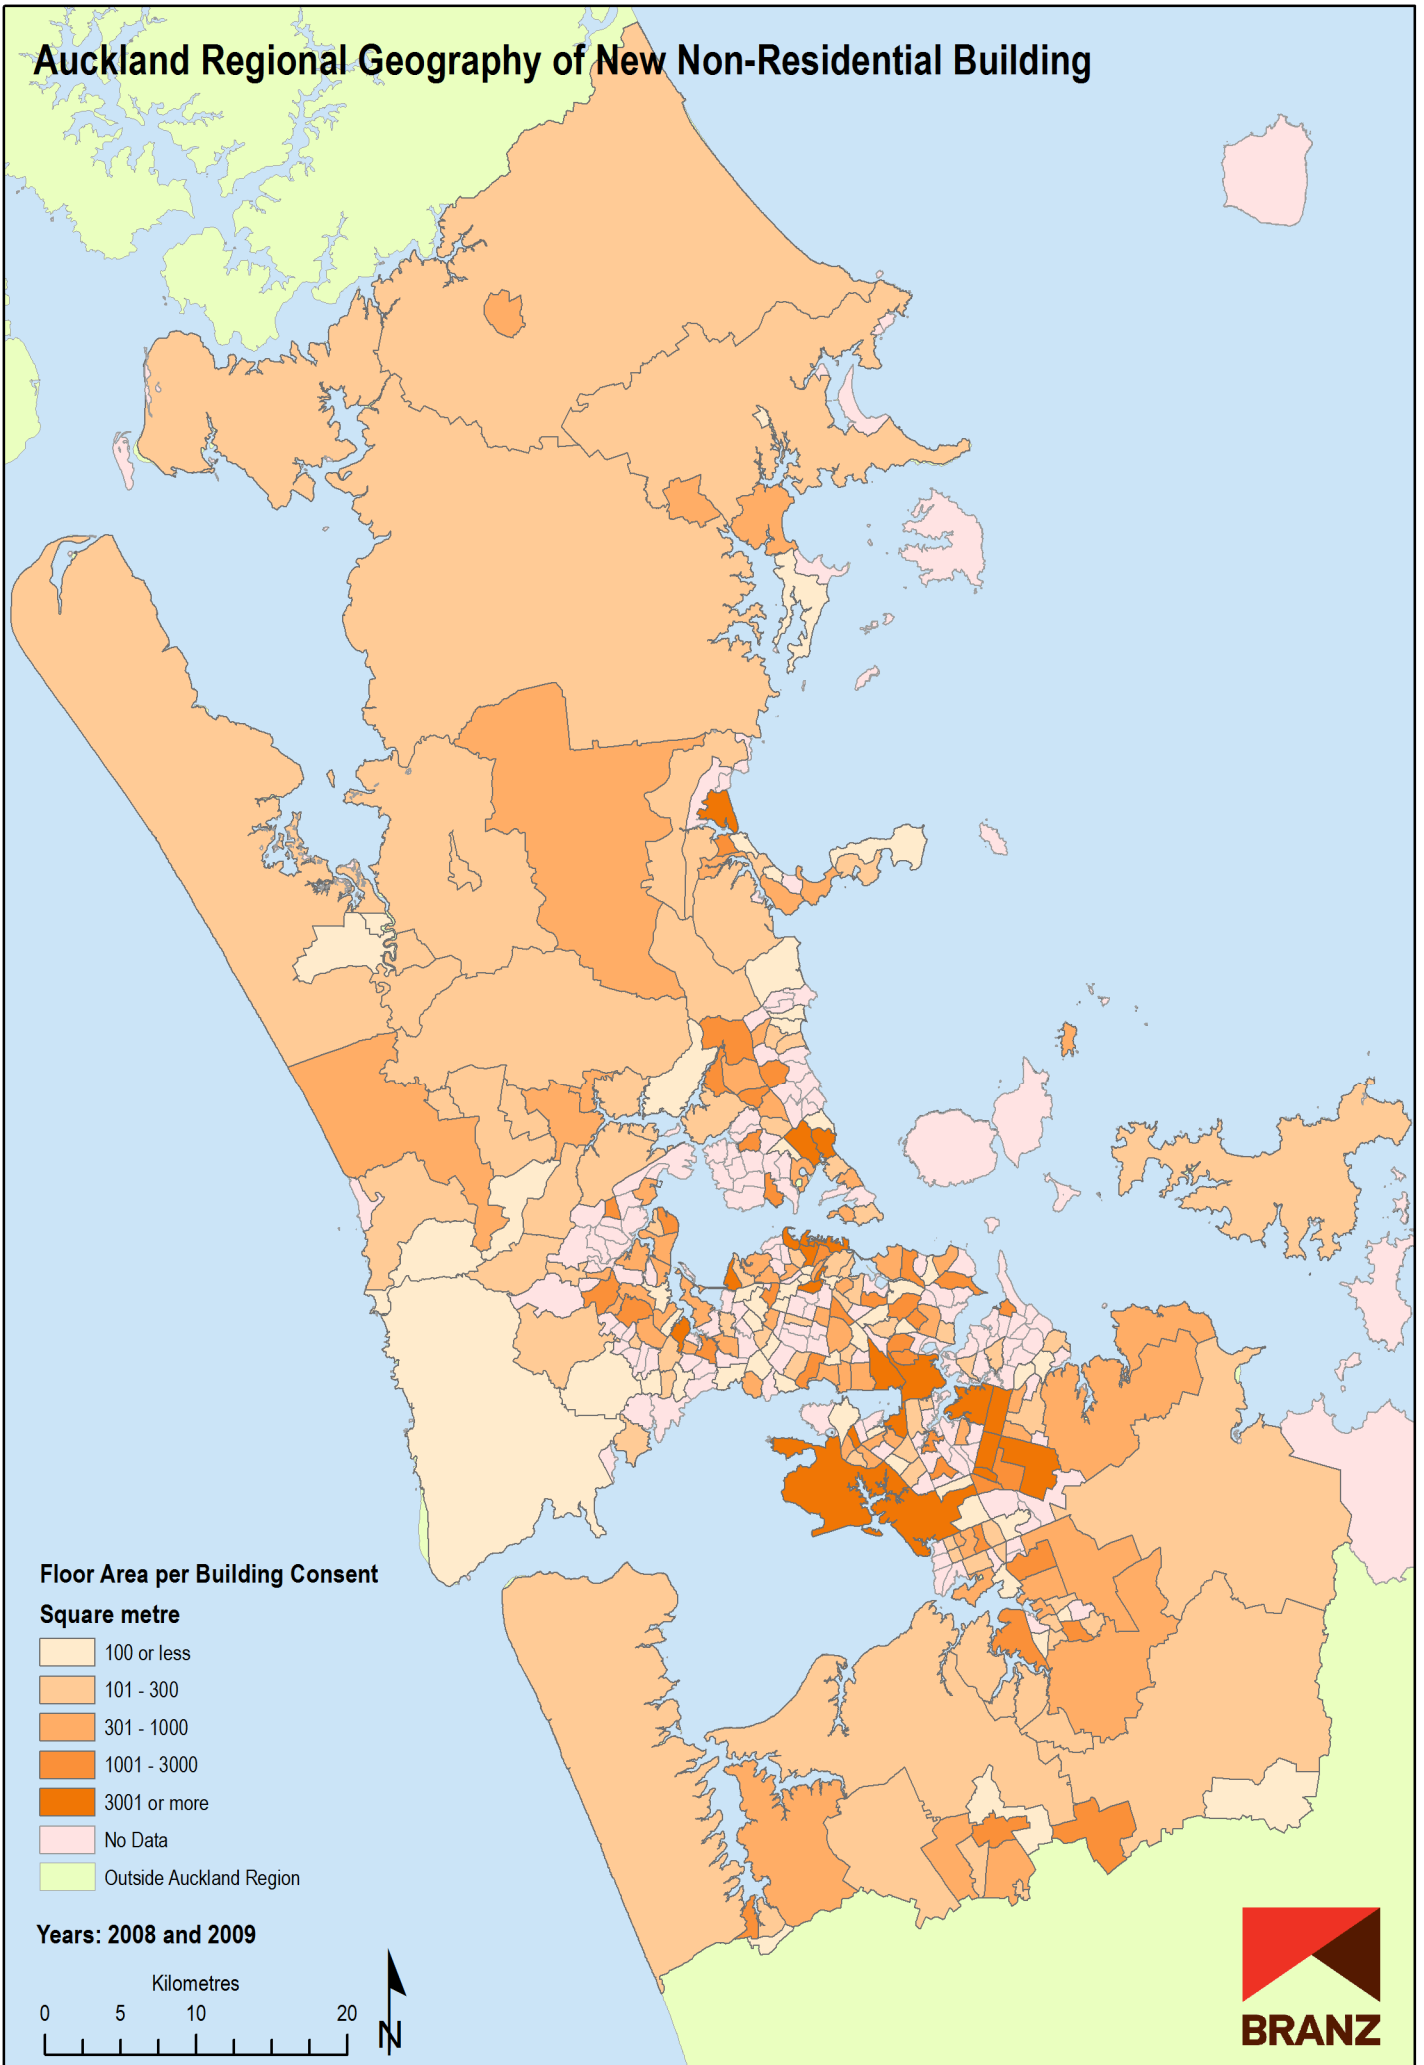 Auckland Regional Geography of New Non-Residential Building
Floor Area per Building Consent
Square metre
100 or less
101 - 300
301 - 1000
1001 - 3000
3001 or more
No Data
Outside Auckland Region
Years: 2008 and 2009
Kilometres
0 5 10 20
N
BRANZ